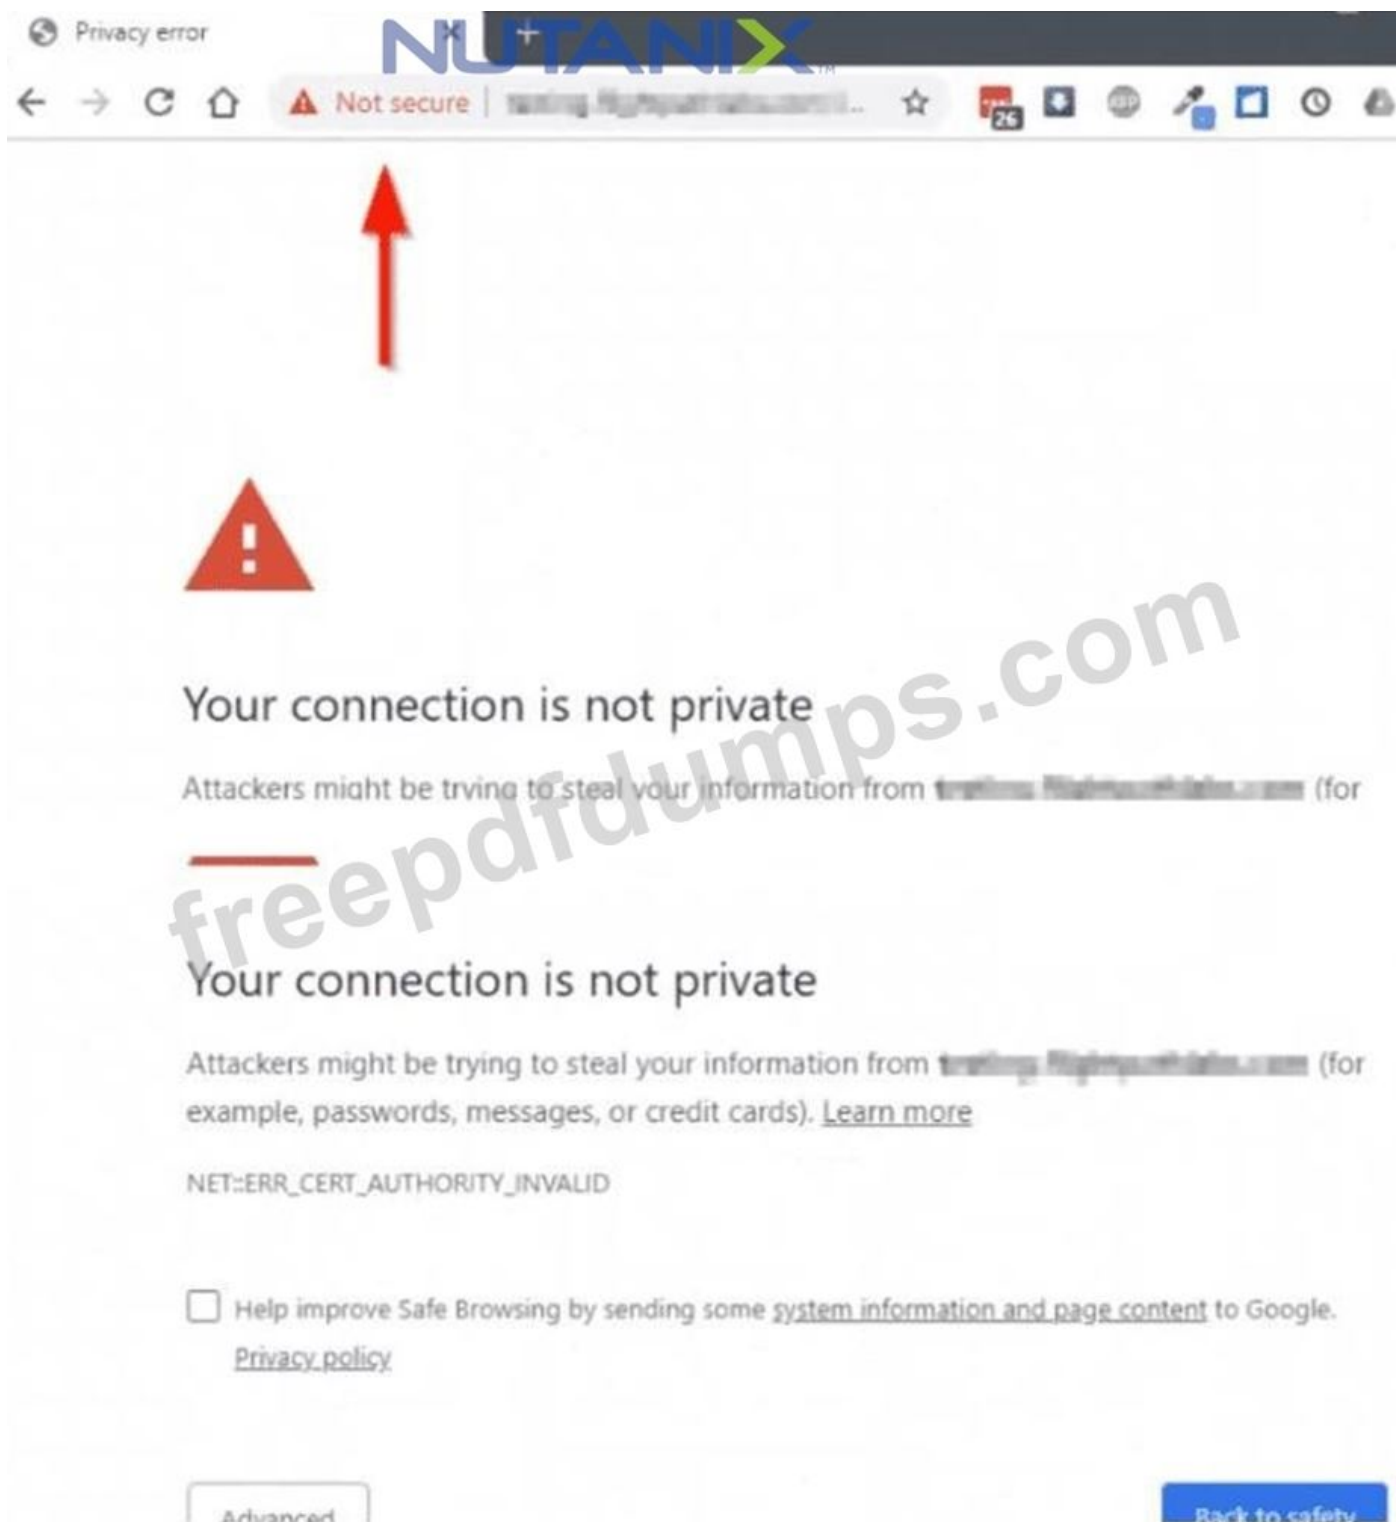 Privacy error
NUTANIX
TM
Not secure
26
Your connection is not private
Attackers might be trying to steal your information from (for
freepdfdumps.com
Your connection is not private
Attackers might be trying to steal your information from (for
example, passwords, messages, or credit cards). Learn more
NET::ERR_CERT_AUTHORITY_INVALID
Help improve Safe Browsing by sending some system information and page content to Google.
Privacy policy
Advanced
Back to safety